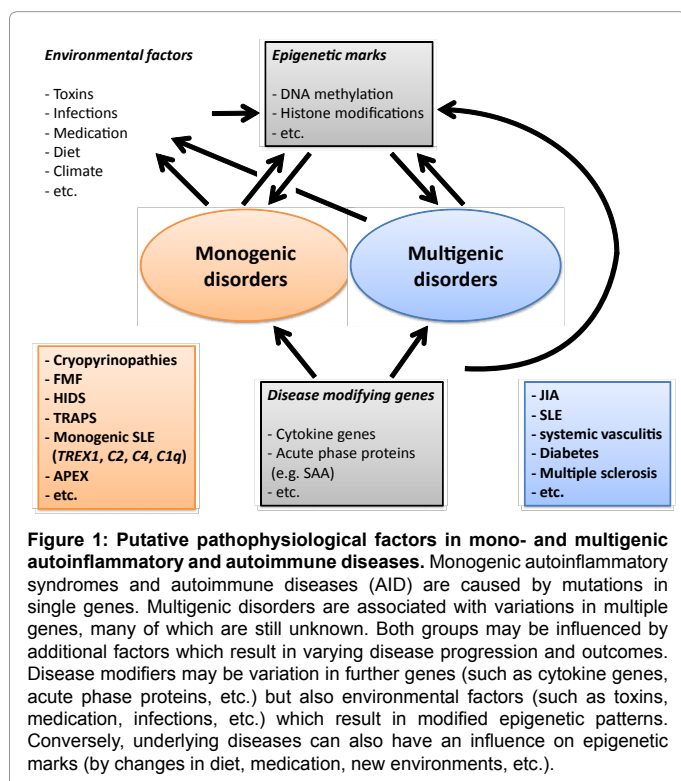 Environmental factors
- Toxins
- Infections
- Medication
- Diet
- Climate
- etc.
Epigenetic marks
- DNA methylation
- Histone modifications
- etc.
Monogenic
disorders
Multigenic
disorders
- Cryopyrinopathies
- FMF
- HIDS
- TRAPS
- Monogenic SLE
(TREX1, C2, C4, C1q)
- APEX
- etc.
Disease modifying genes
- Cytokine genes
- Acute phase proteins
(e.g. SAA)
- etc.
- JIA
- SLE
- systemic vasculitis
- Diabetes
- Multiple sclerosis
- etc.
Figure 1: Putative pathophysiological factors in mono- and multigenic
autoinflammatory and autoimmune diseases. Monogenic autoinflammatory
syndromes and autoimmune diseases (AID) are caused by mutations in
single genes. Multigenic disorders are associated with variations in multiple
genes, many of which are still unknown. Both groups may be influenced by
additional factors which result in varying disease progression and outcomes.
Disease modifiers may be variation in further genes (such as cytokine genes,
acute phase proteins, etc.) but also environmental factors (such as toxins,
medication, infections, etc.) which result in modified epigenetic patterns.
Conversely, underlying diseases can also have an influence on epigenetic
marks (by changes in diet, medication, new environments, etc.).